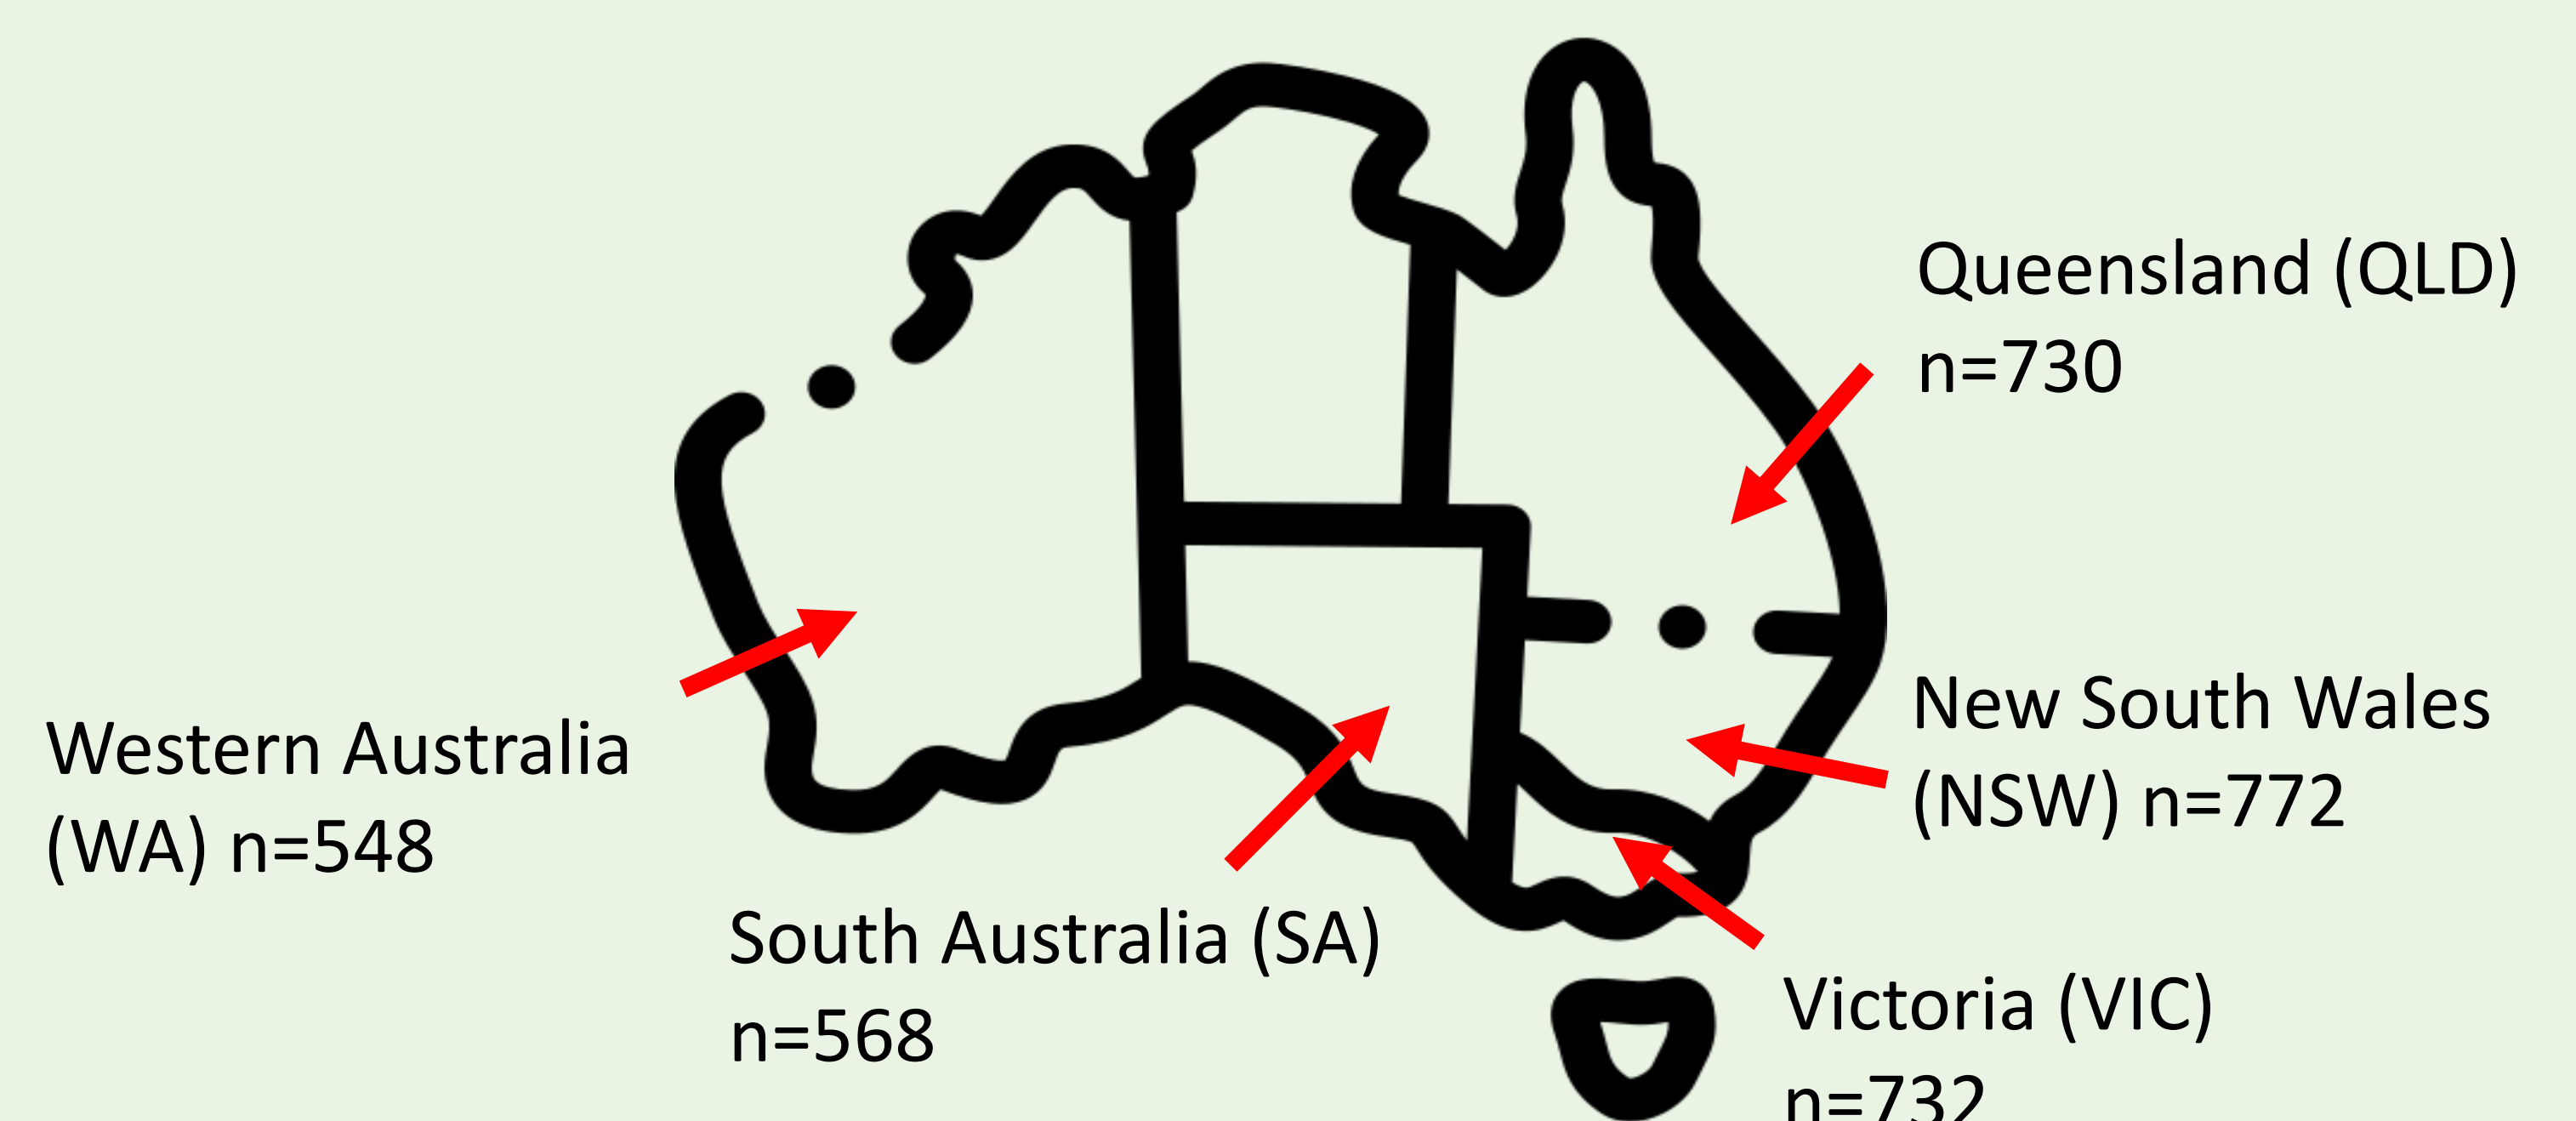 Queensland (QLD)
n=730
New South Wales
(NSW) n=772
Western Australia
(WA) n=548
South Australia (SA)
n=568
Victoria (VIC)
n=732